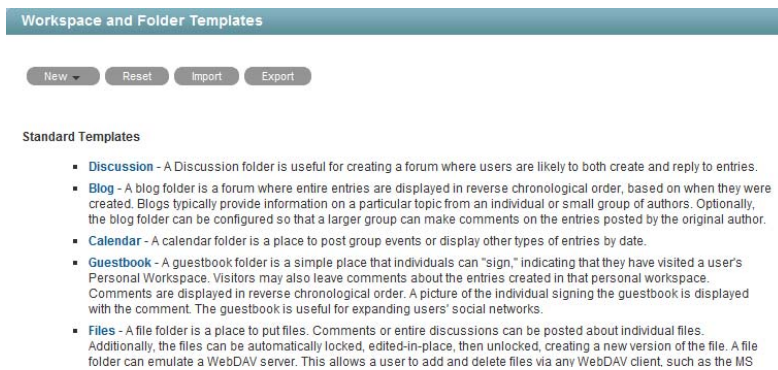 Workspace and Folder Templates
New Reset Import Export
Standard Templates
Discussion - A Discussion folder is useful for creating a forum where users are likely to both create and reply to entries.
Blog - A blog folder is a forum where entire entries are displayed in reverse chronological order, based on when they were
created. Blogs typically provide information on a particular topic from an individual or small group of authors. Optionally,
the blog folder can be configured so that a larger group can make comments on the entries posted by the original author.
Calendar - A calendar folder is a place to post group events or display other types of entries by date.
Guestbook - A guestbook folder is a simple place that individuals can "sign," indicating that they have visited a user's
Personal Workspace. Visitors may also leave comments about the entries created in that personal workspace.
Comments are displayed in reverse chronological order. A picture of the individual signing the guestbook is displayed
with the comment. The guestbook is useful for expanding users' social networks.
Files - A file folder is a place to put files. Comments or entire discussions can be posted about individual files.
Additionally, the files can be automatically locked, edited-in-place, then unlocked, creating a new version of the file. A file
folder can emulate a WebDAV server. This allows a user to add and delete files via any WebDAV client, such as the MS